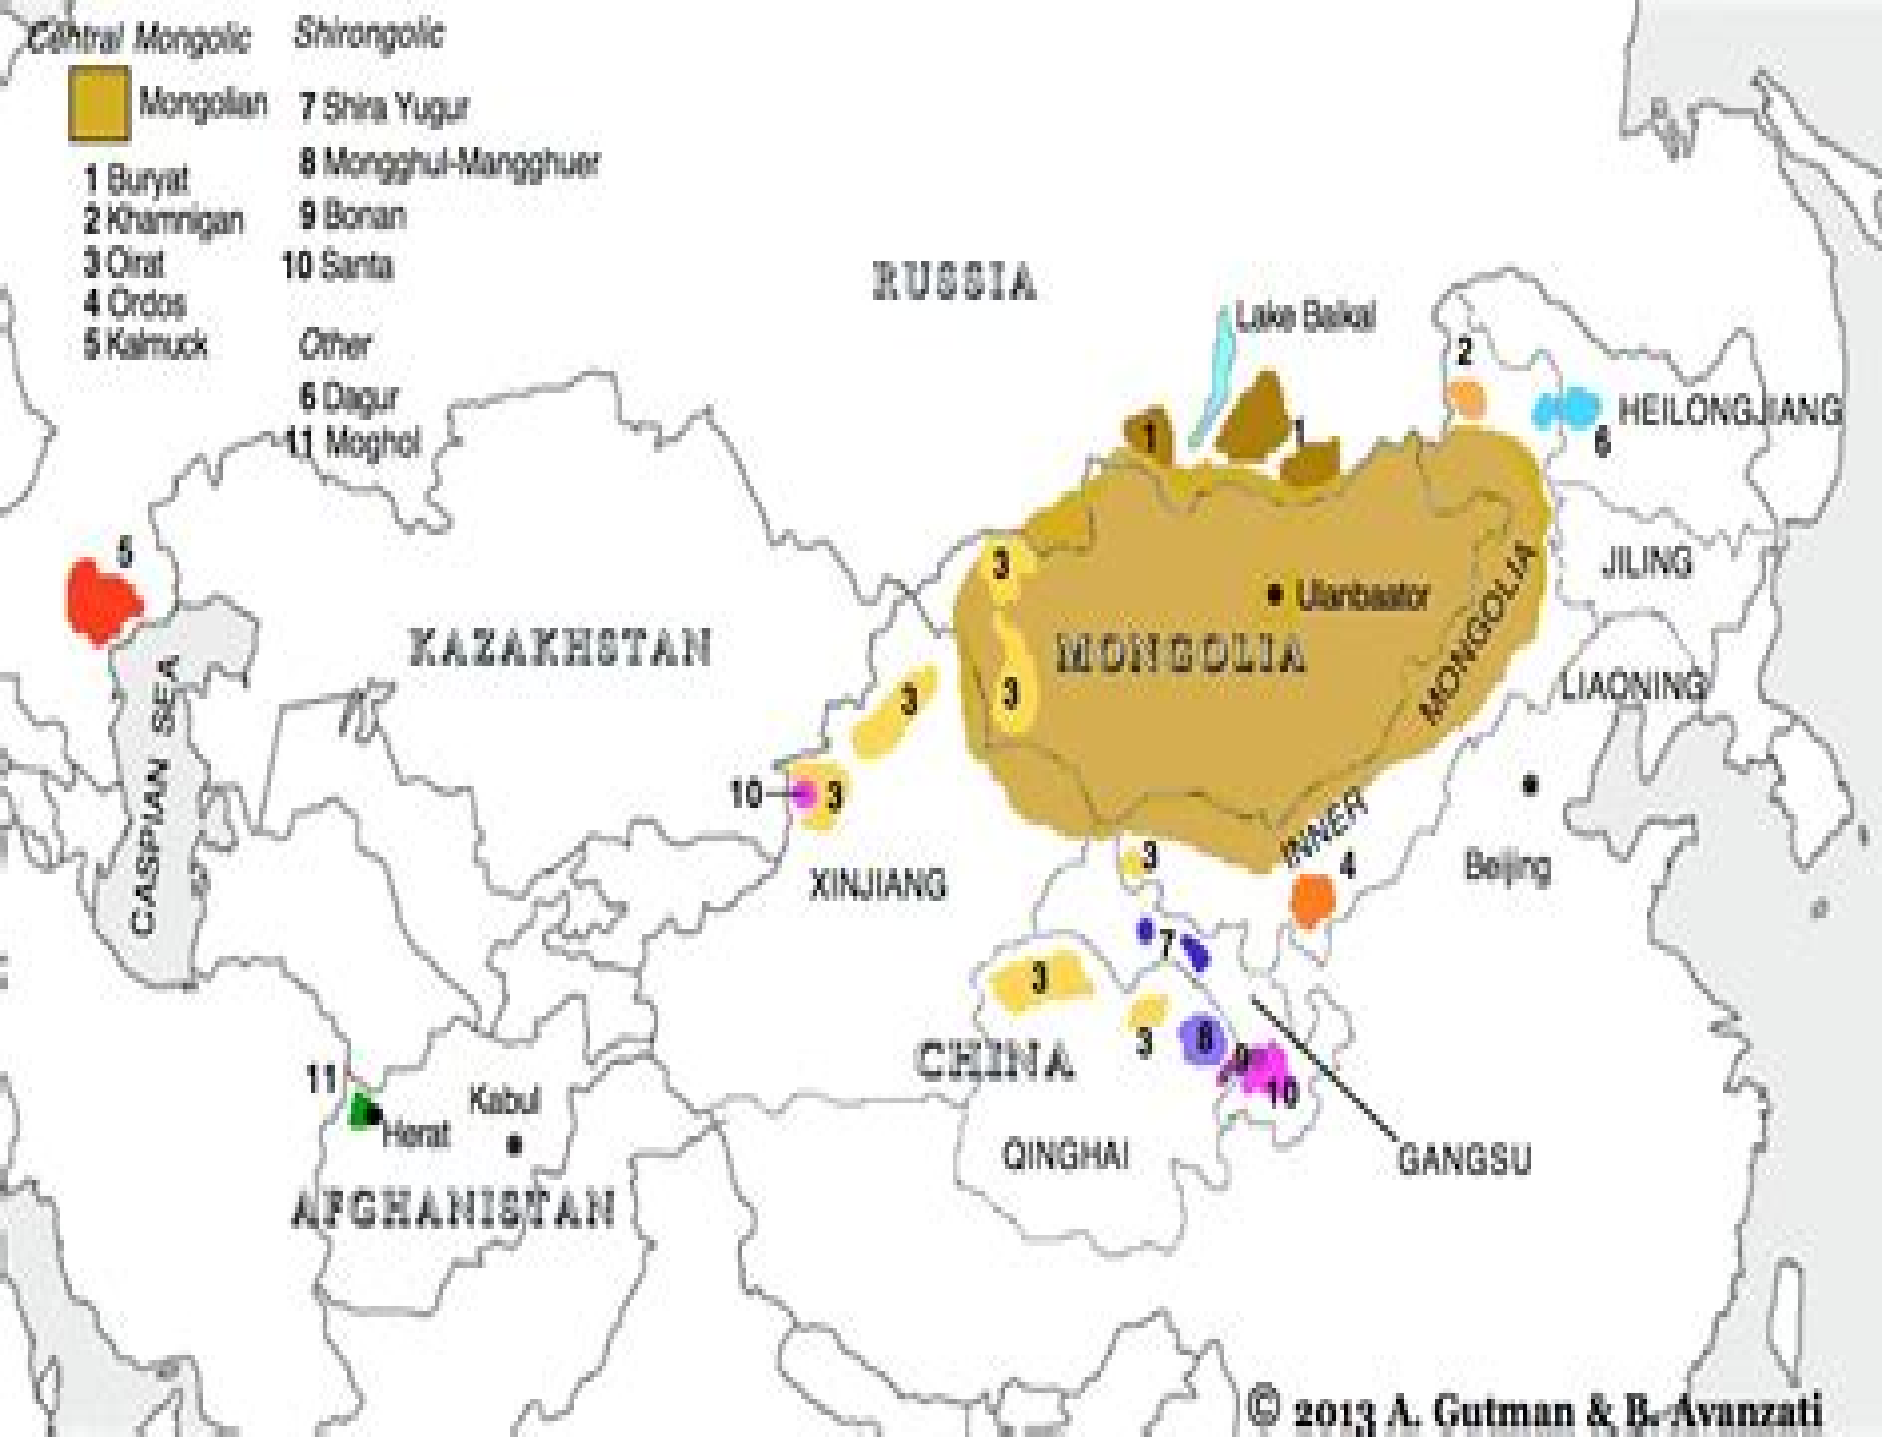 Central Mongolic
Mongolian
1 Buryat
2 Khamnigan
3 Oirat
4 Ordos
5 Kalmuck
Shirongolic
7 Shira Yugur
8 Mongghul-Mangghuer
9 Bonan
10 Santa
Other
6 Dagur
11 Moghol
RUSSIA
Lake Baikal
2
1
1
HEILONGJIANG
6
5
3
JILING
Ulanbaator
KAZAKHSTAN
MONGOLIA
3
3
LIAONING
CASPIAN SEA
10
3
INNER MONGOLIA
Beijing
XINJIANG
3
4
7
3
3
8
9
10
CHINA
11
Kabul
Herat
QINGHAI
GANGSU
AFGHANISTAN
© 2013 A. Gutman & B. Avanzati